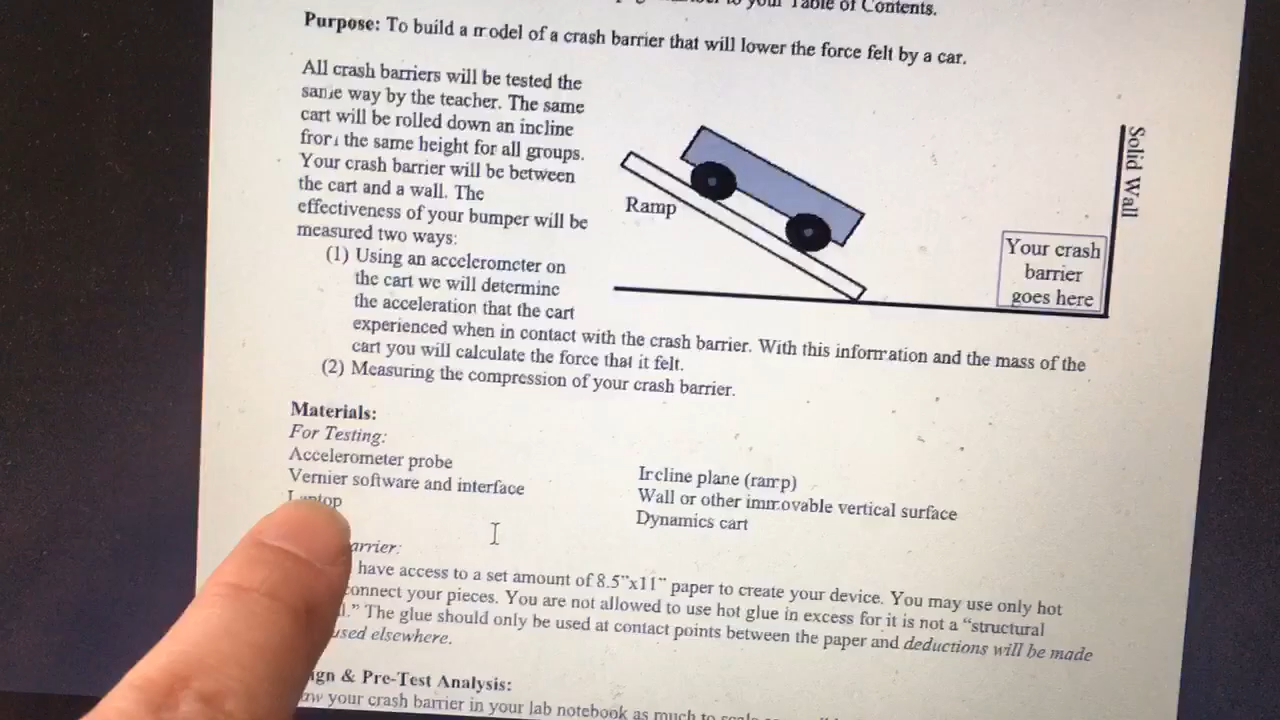 your Table of Contents.
Purpose: To build a model of a crash barrier that will lower the force felt by a car.
All crash barriers will be tested the
same way by the teacher. The same
cart will be rolled down an incline
from the same height for all groups.
Your crash barrier will be between
the cart and a wall. The
effectiveness of your bumper will be
measured two ways:
(1) Using an accelerometer on
the cart we will determine
the acceleration that the cart
experienced when in contact with the crash barrier. With this information and the mass of the
cart you will calculate the force that it felt.
(2) Measuring the compression of your crash barrier.
Ramp
Solid Wall
Your crash
barrier
goes here
Materials:
For Testing:
Accelerometer probe
Vernier software and interface
Laptop
Incline plane (ramp)
Wall or other immovable vertical surface
Dynamics cart
arrier:
have access to a set amount of 8.5"x11" paper to create your device. You may use only hot
connect your pieces. You are not allowed to use hot glue in excess for it is not a "structural
l." The glue should only be used at contact points between the paper and deductions will be made
used elsewhere.
ign & Pre-Test Analysis:
aw your crash barrier in your lab notebook as much to scale